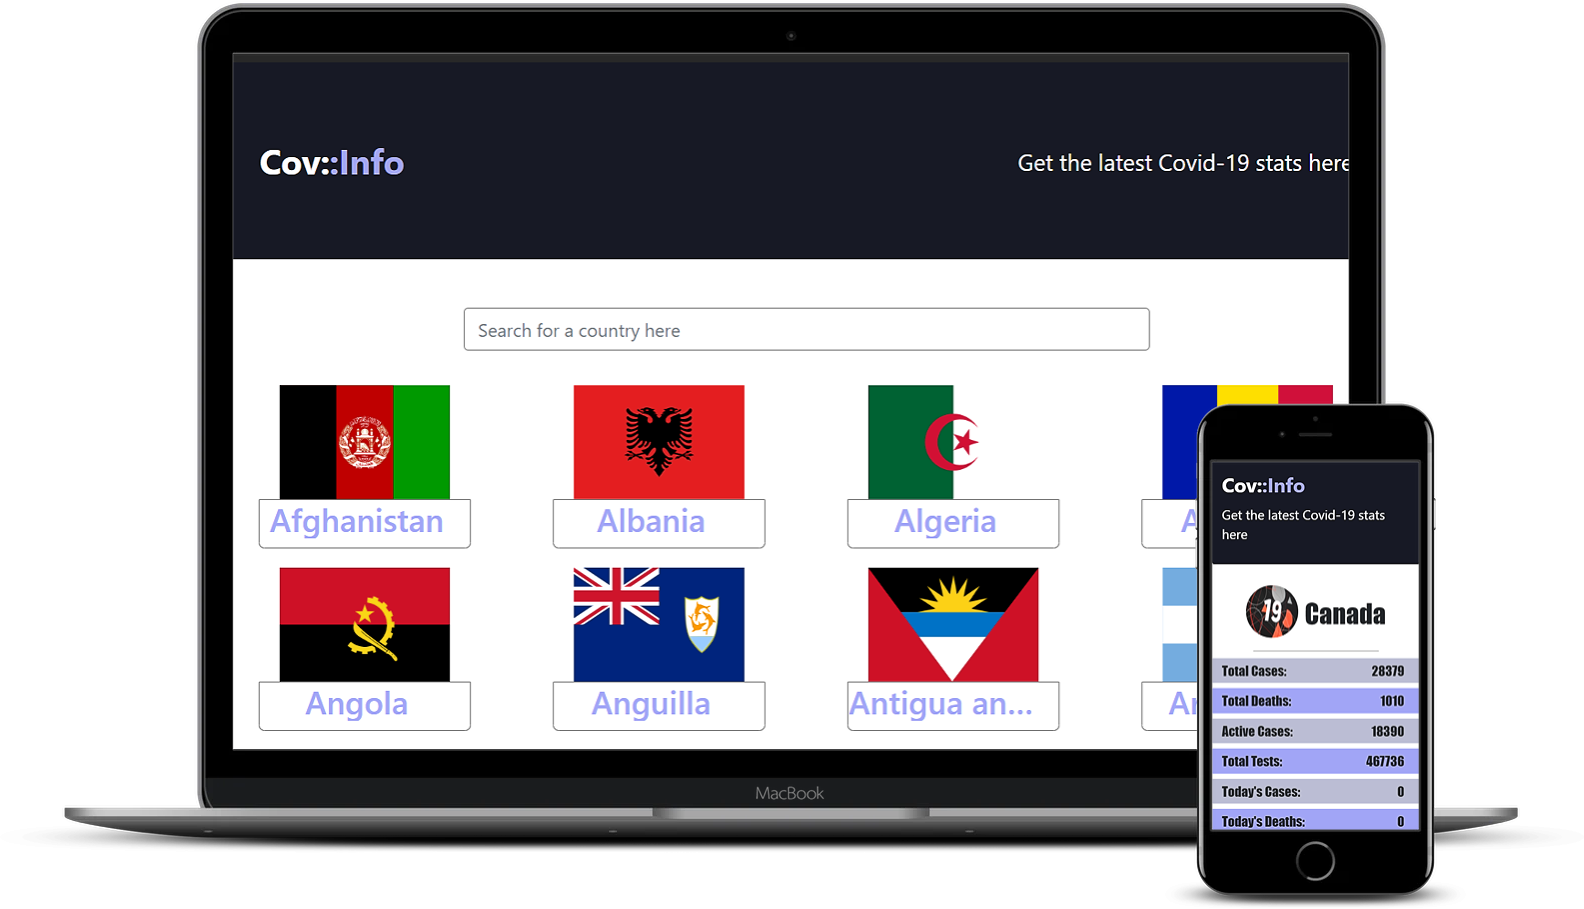 Cov::Info
Get the latest Covid-19 stats here
Search for a country here
Afghanistan
Albania
Algeria
A
Angola
Anguilla
Antigua an...
Ar
MacBook
Cov::Info
Get the latest Covid-19 stats
here
19
Canada
Total Cases: 28379
Total Deaths: 1010
Active Cases: 18390
Total Tests: 467736
Today's Cases: 0
Today's Deaths: 0